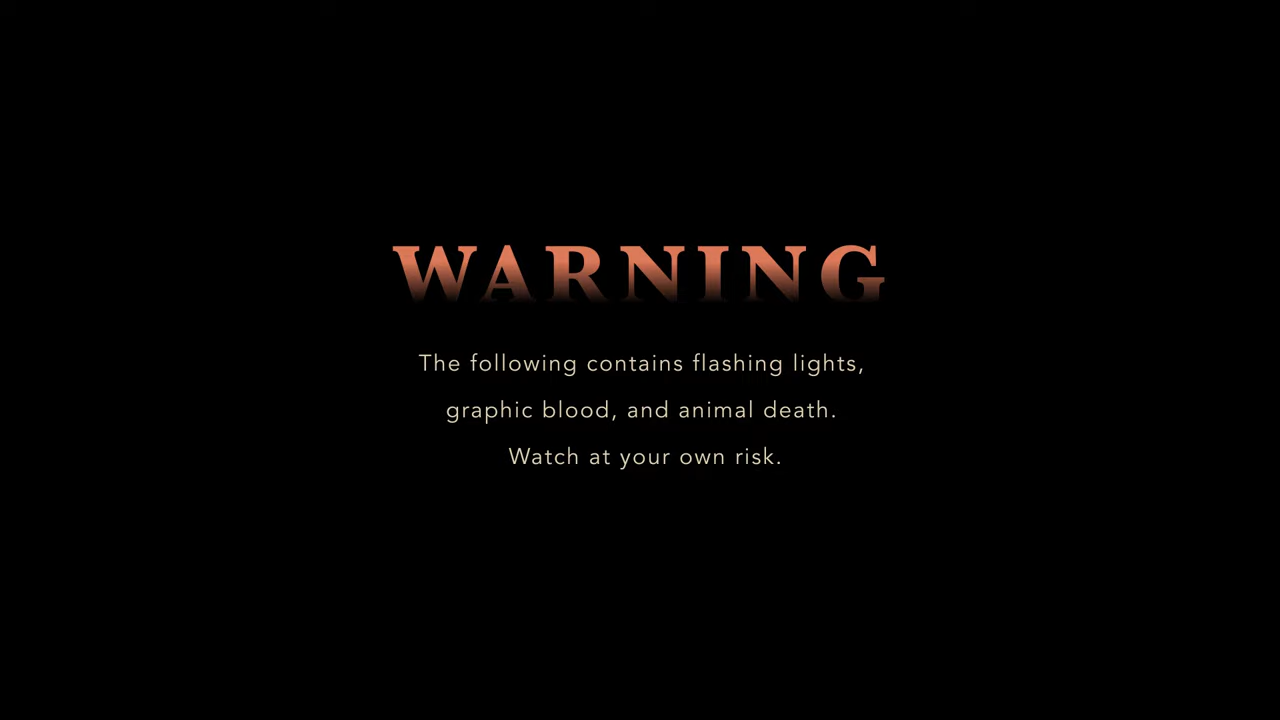 WARNING
The following contains flashing lights,
graphic blood, and animal death.
Watch at your own risk.